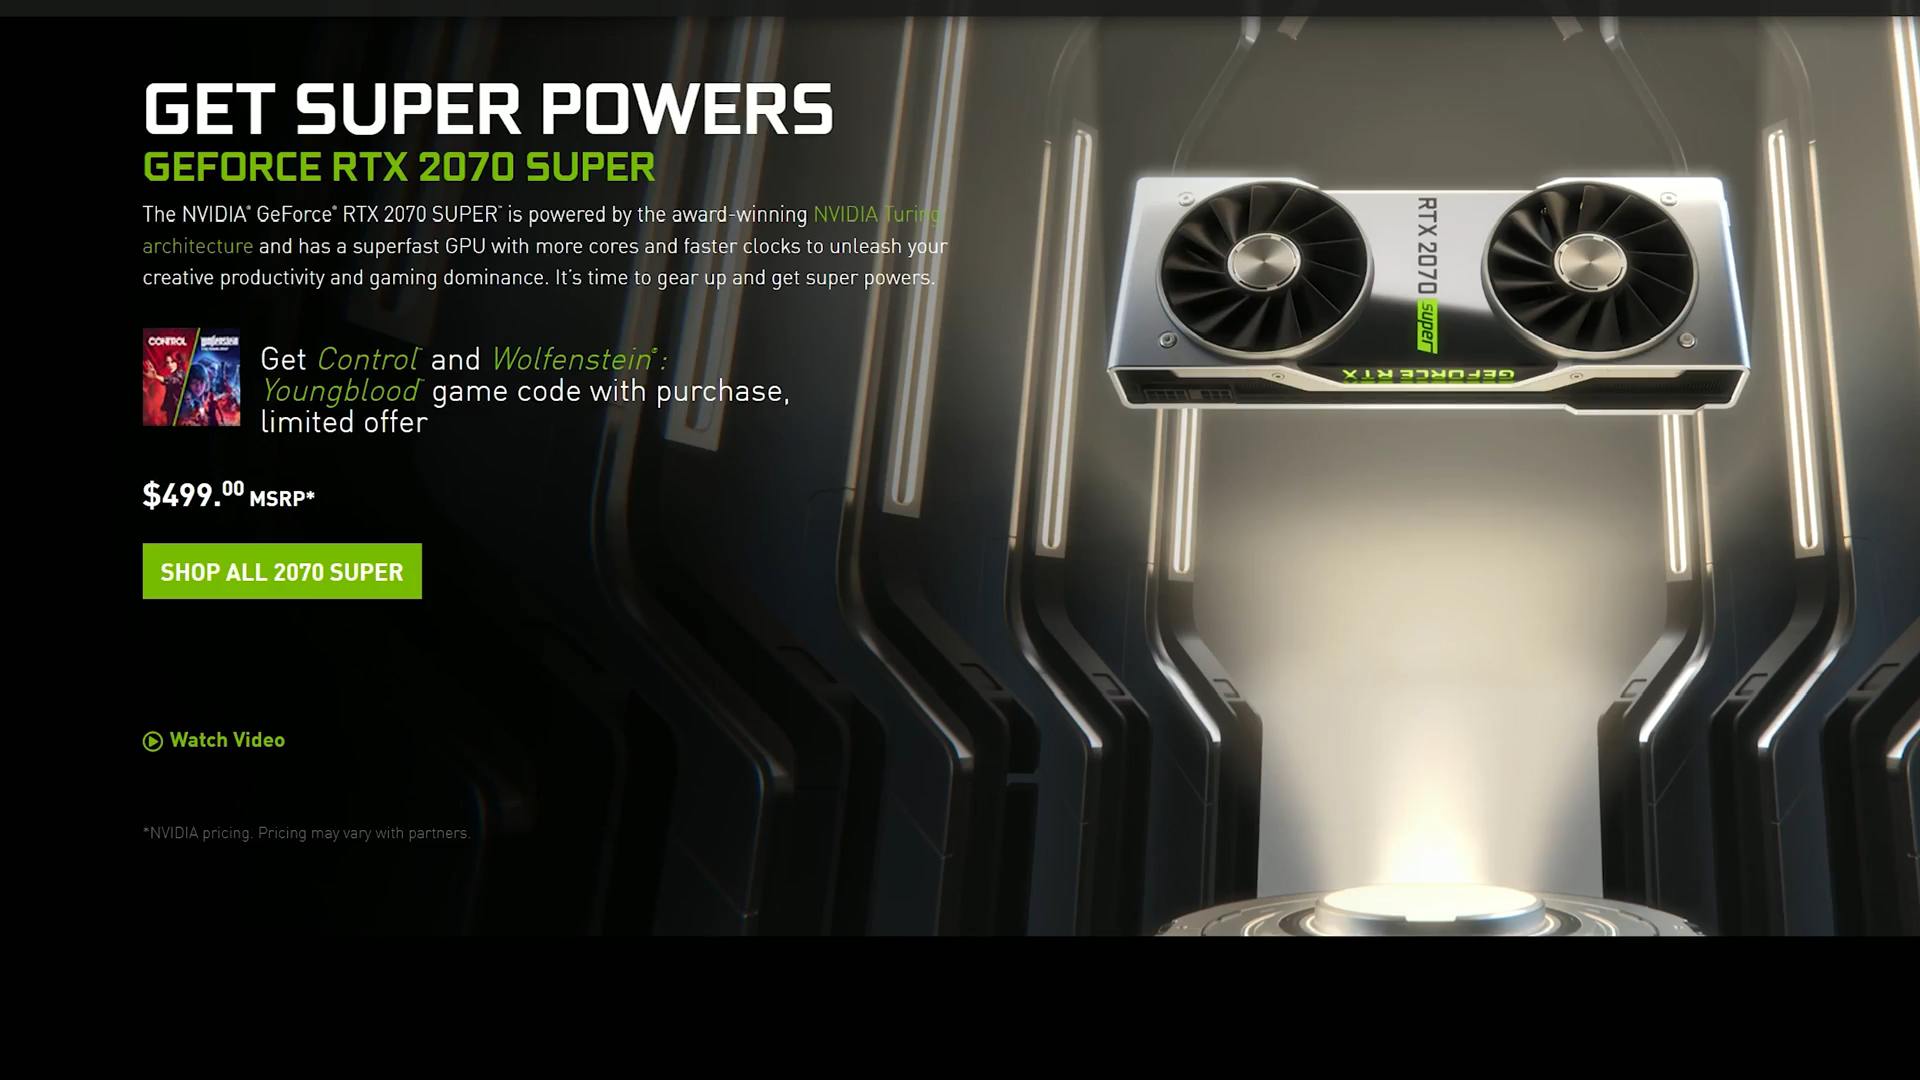 GET SUPER POWERS
GEFORCE RTX 2070 SUPER
The NVIDIA® GeForce® RTX 2070 SUPER™ is powered by the award-winning NVIDIA Turing
architecture and has a superfast GPU with more cores and faster clocks to unleash your
creative productivity and gaming dominance. It's time to gear up and get super powers.
CONTROL
Wolfenstein
Get Control™ and Wolfenstein®:
Youngblood™ game code with purchase,
limited offer
$499.00 MSRP*
SHOP ALL 2070 SUPER
Watch Video
*NVIDIA pricing. Pricing may vary with partners.
RTX 2070 super
GEFORCE RTX